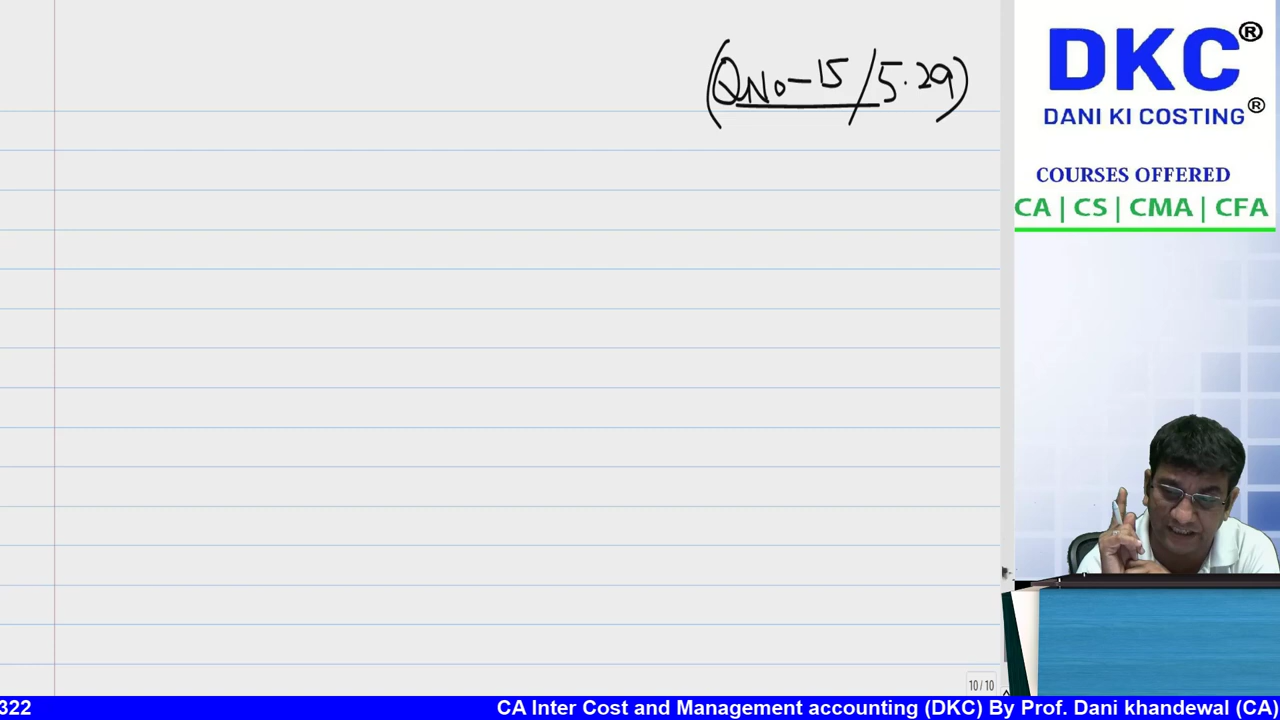 (QNo-15/5.29)
DKC®
DANI KI COSTING®
COURSES OFFERED
CA | CS | CMA | CFA
10/10
322 CA Inter Cost and Management accounting (DKC) By Prof. Dani khandewal (CA)